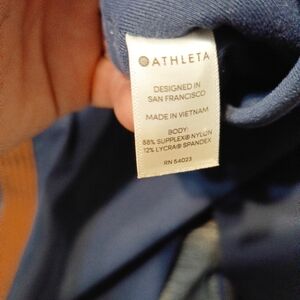 ATHLETA
DESIGNED IN
SAN FRANCISCO
MADE IN VIETNAM
BODY:
88% SUPPLEX® NYLON
12% LYCRA® SPANDEX
RN 54023